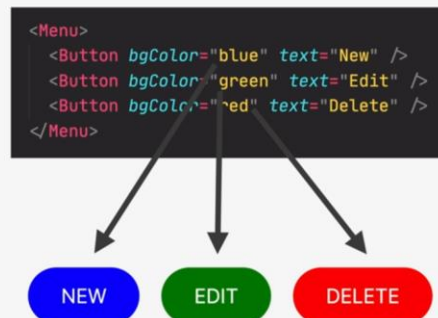 <Menu>
<Button bgColor="blue" text="New" />
<Button bgColor="green" text="Edit" />
<Button bgColor="red" text="Delete" />
</Menu>
NEW EDIT DELETE